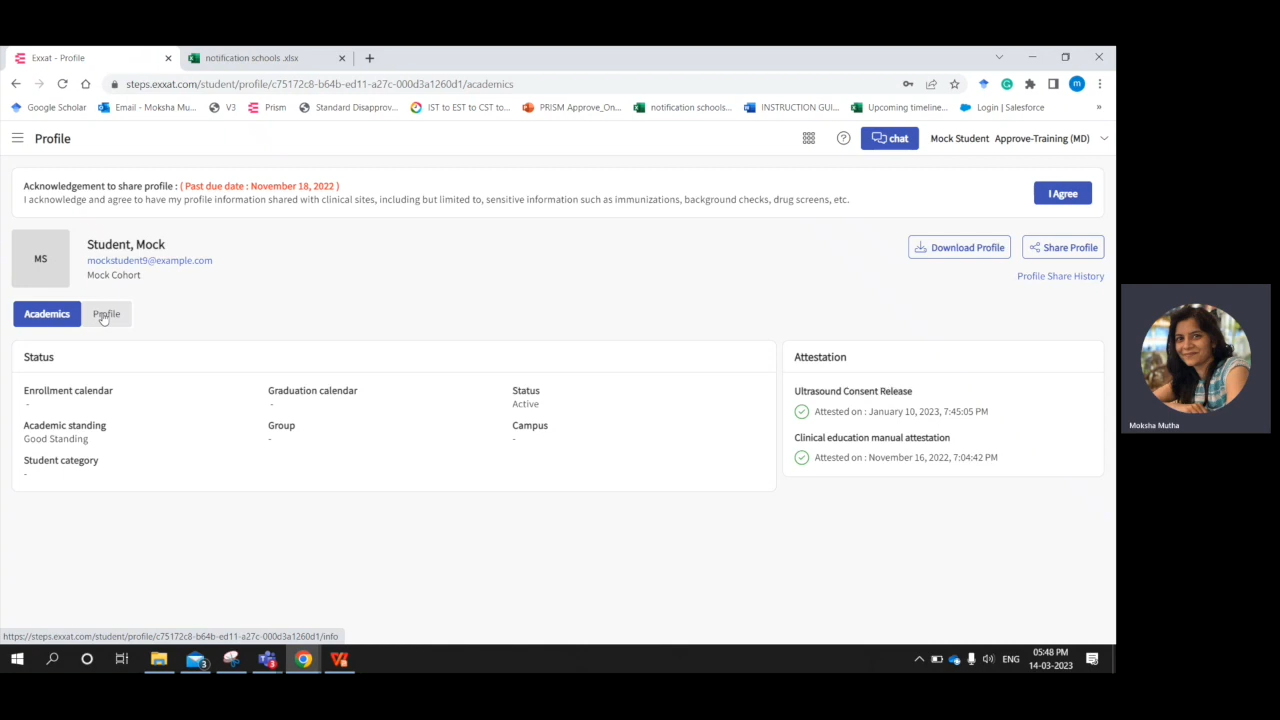 Exxat - Profile
notification schools .xlsx
steps.exxat.com/student/profile/c75172c8-b64b-ed11-a27c-000d3a1260d1/academics
m
Google Scholar
Email - Moksha Mu...
V3
Prism
Standard Disapprov...
IST to EST to CST to...
PRISM Approve_On...
notification schools...
INSTRUCTION GUI...
Upcoming timeline...
Login | Salesforce
»
Profile
chat
Mock Student Approve-Training (MD)
Acknowledgement to share profile : ( Past due date : November 18, 2022 )
I acknowledge and agree to have my profile information shared with clinical sites, including but limited to, sensitive information such as immunizations, background checks, drug screens, etc.
I Agree
MS
Student, Mock
mockstudent9@example.com
Mock Cohort
Download Profile
Share Profile
Profile Share History
Academics
Profile
Status
Enrollment calendar
-
Graduation calendar
-
Status
Active
Academic standing
Good Standing
Group
-
Campus
-
Student category
-
Attestation
Ultrasound Consent Release
Attested on : January 10, 2023, 7:45:05 PM
Clinical education manual attestation
Attested on : November 16, 2022, 7:04:42 PM
Moksha Mutha
https://steps.exxat.com/student/profile/c75172c8-b64b-ed11-a27c-000d3a1260d1/info
3
3
ENG
05:48 PM
14-03-2023